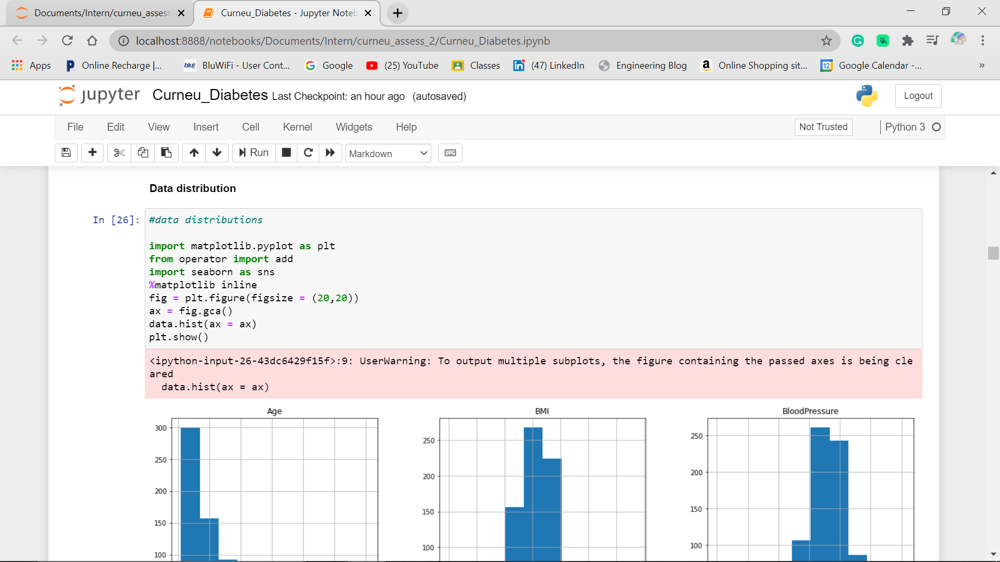 Documents/Intern/curneu_assess
Curneu_Diabetes - Jupyter Noteb
localhost:8888/notebooks/Documents/Intern/curneu_assess_2/Curneu_Diabetes.ipynb
Apps
Online Recharge |...
BluWiFi - User Cont...
Google
(25) YouTube
Classes
(47) LinkedIn
Engineering Blog
Online Shopping sit...
12
Google Calendar -...
»
jupyter
Curneu_Diabetes Last Checkpoint: an hour ago (autosaved)
Logout
File Edit View Insert Cell Kernel Widgets Help
Not Trusted
Python 3
Run
Markdown
Data distribution
In [26]:
#data distributions
import matplotlib.pyplot as plt
from operator import add
import seaborn as sns
%matplotlib inline
fig = plt.figure(figsize = (20,20))
ax = fig.gca()
data.hist(ax = ax)
plt.show()
<ipython-input-26-43dc6429f15f>:9: UserWarning: To output multiple subplots, the figure containing the passed axes is being cle
ared
data.hist(ax = ax)
Age
300
250
200
150
100
BMI
250
200
150
100
BloodPressure
250
200
150
100